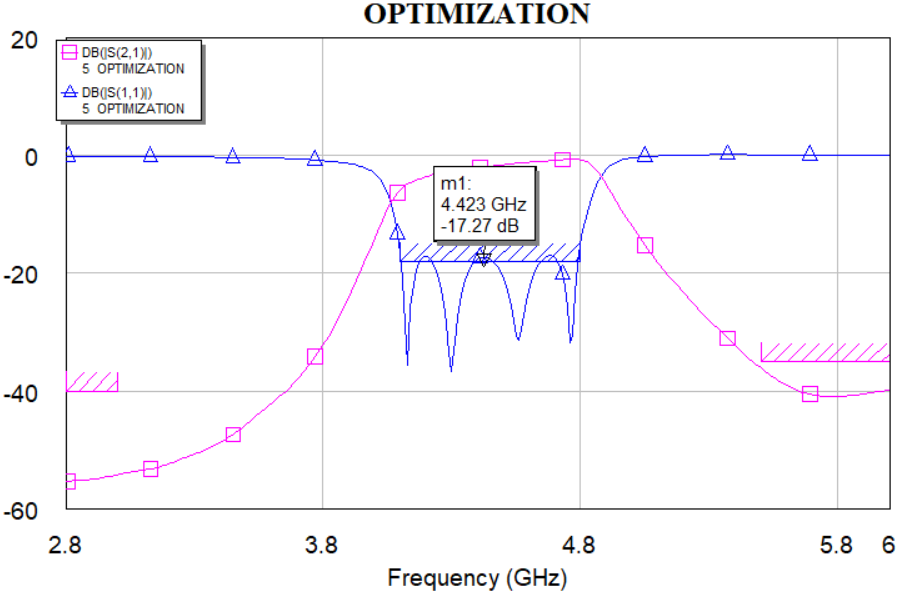 OPTIMIZATION
20
0
-20
-40
-60
DB(|S(2,1)|)
5 OPTIMIZATION
DB(|S(1,1)|)
5 OPTIMIZATION
m1:
4.423 GHz
-17.27 dB
2.8 3.8 4.8 5.8 6
Frequency (GHz)